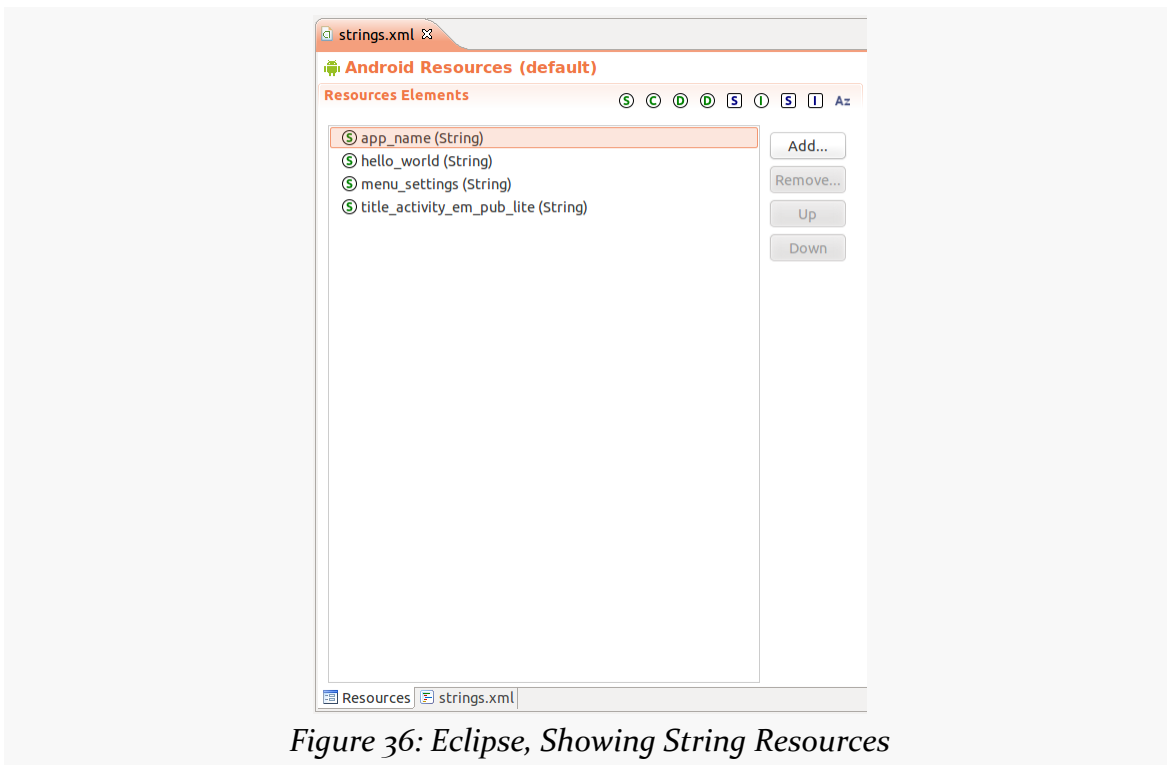 strings.xml
Android Resources (default)
Resources Elements
S C D D S I S I Az
S app_name (String)
S hello_world (String)
S menu_settings (String)
S title_activity_em_pub_lite (String)
Add...
Remove...
Up
Down
Resources strings.xml
Figure 36: Eclipse, Showing String Resources